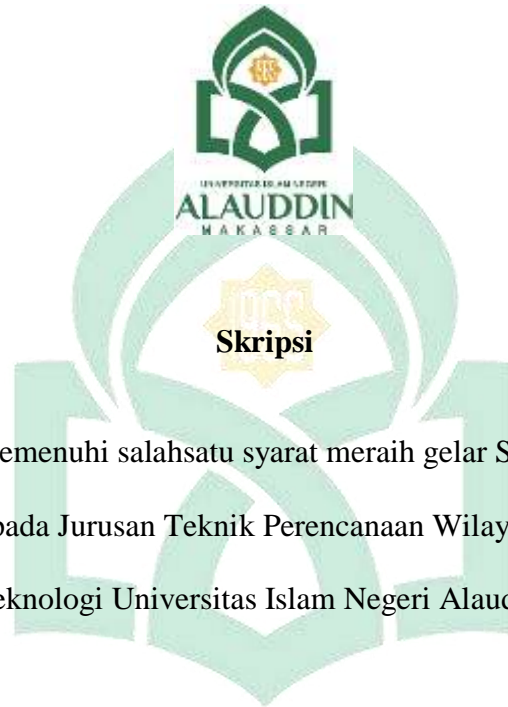 UNIVERSITAS ISLAM NEGERI
ALAUDDIN
MAKASSAR
Skripsi
emenuhi salahsatu syarat meraih gelar S
pada Jurusan Teknik Perencanaan Wilay
eknologi Universitas Islam Negeri Alaud